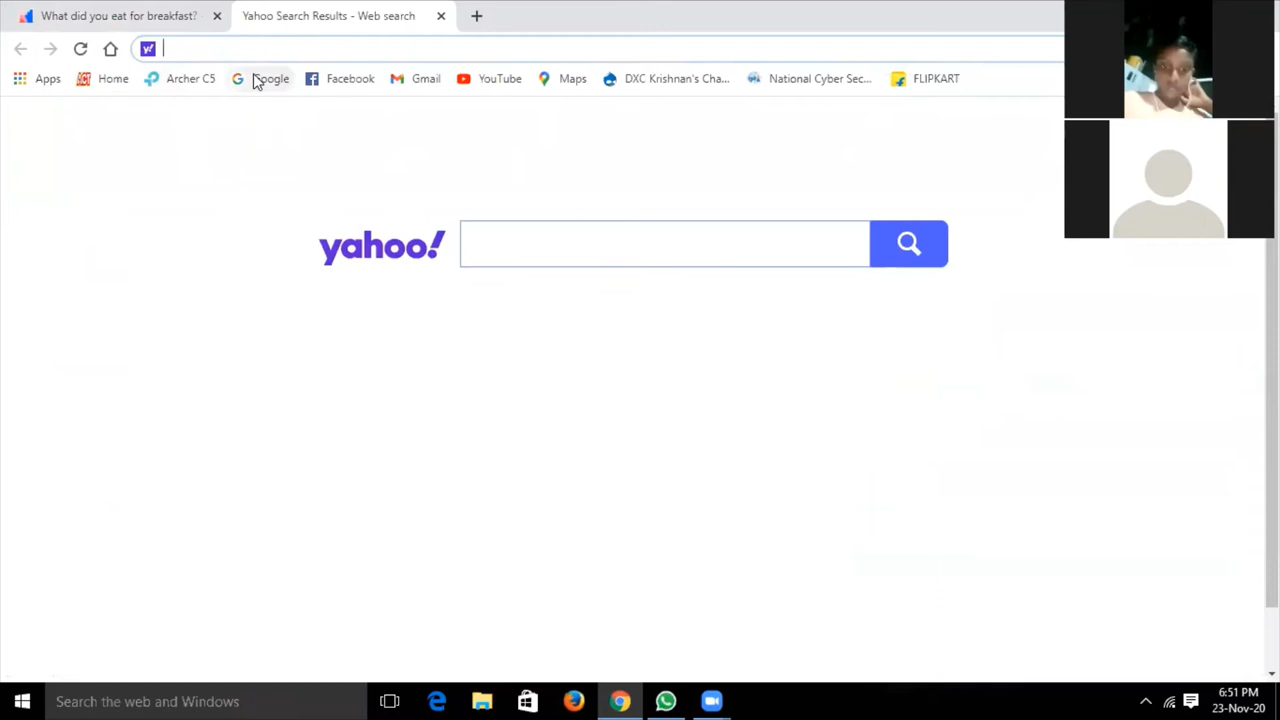 What did you eat for breakfast?
Yahoo Search Results - Web search
y!
Apps
Home
Archer C5
Google
Facebook
Gmail
YouTube
Maps
DXC Krishnan's Cha...
National Cyber Sec...
FLIPKART
yahoo!
Search the web and Windows
6:51 PM
23-Nov-20